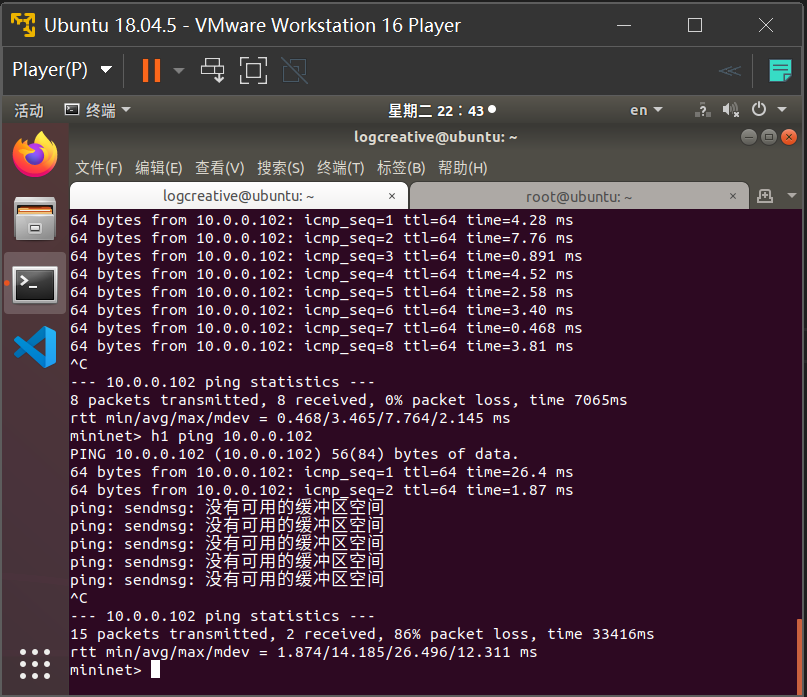 Ubuntu 18.04.5 - VMware Workstation 16 Player
Player(P)
活动 终端 星期二 22：43 en
logcreative@ubuntu: ~
文件(F) 编辑(E) 查看(V) 搜索(S) 终端(T) 标签(B) 帮助(H)
logcreative@ubuntu: ~ × root@ubuntu: ~ ×
64 bytes from 10.0.0.102: icmp_seq=1 ttl=64 time=4.28 ms
64 bytes from 10.0.0.102: icmp_seq=2 ttl=64 time=7.76 ms
64 bytes from 10.0.0.102: icmp_seq=3 ttl=64 time=0.891 ms
64 bytes from 10.0.0.102: icmp_seq=4 ttl=64 time=4.52 ms
64 bytes from 10.0.0.102: icmp_seq=5 ttl=64 time=2.58 ms
64 bytes from 10.0.0.102: icmp_seq=6 ttl=64 time=3.40 ms
64 bytes from 10.0.0.102: icmp_seq=7 ttl=64 time=0.468 ms
64 bytes from 10.0.0.102: icmp_seq=8 ttl=64 time=3.81 ms
^C
--- 10.0.0.102 ping statistics ---
8 packets transmitted, 8 received, 0% packet loss, time 7065ms
rtt min/avg/max/mdev = 0.468/3.465/7.764/2.145 ms
mininet> h1 ping 10.0.0.102
PING 10.0.0.102 (10.0.0.102) 56(84) bytes of data.
64 bytes from 10.0.0.102: icmp_seq=1 ttl=64 time=26.4 ms
64 bytes from 10.0.0.102: icmp_seq=2 ttl=64 time=1.87 ms
ping: sendmsg: 没有可用的缓冲区空间
ping: sendmsg: 没有可用的缓冲区空间
ping: sendmsg: 没有可用的缓冲区空间
ping: sendmsg: 没有可用的缓冲区空间
ping: sendmsg: 没有可用的缓冲区空间
^C
--- 10.0.0.102 ping statistics ---
15 packets transmitted, 2 received, 86% packet loss, time 33416ms
rtt min/avg/max/mdev = 1.874/14.185/26.496/12.311 ms
mininet>